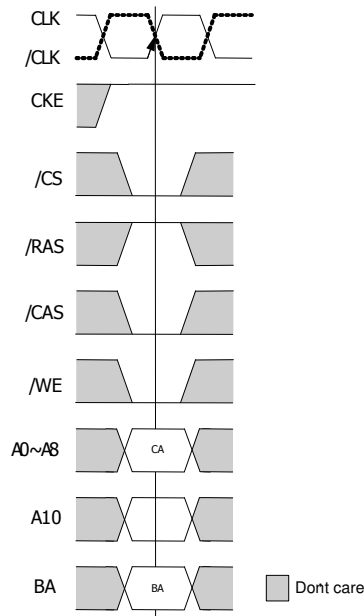 CLK
/CLK
CKE
/CS
/RAS
/CAS
/WE
A0~A8
CA
A10
BA
BA
Dont care